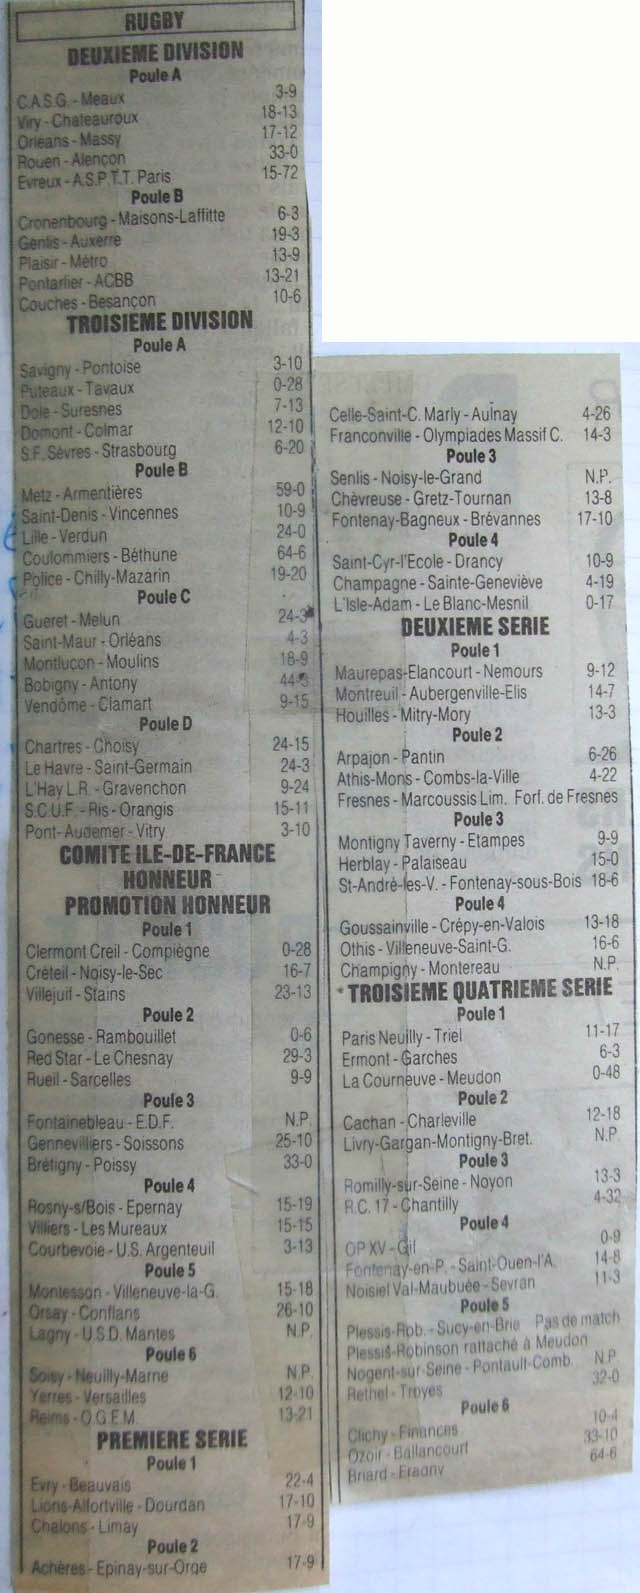 RUGBY
DEUXIEME DIVISION
Poule A
C.A.S.G. - Meaux 3-9
Viry - Chateauroux 18-13
Orleans - Massy 17-12
Rouen - Alençon 33-0
Evreux - A.S.P.T.T. Paris 15-72
Poule B
Cronenbourg - Maisons-Laffitte 6-3
Genlis - Auxerre 19-3
Plaisir - Métro 13-9
Pontarlier - ACBB 13-21
Couches - Besançon 10-6
TROISIEME DIVISION
Poule A
Savigny - Pontoise 3-10
Puteaux - Tavaux 0-28
Dole - Suresnes 7-13
Domont - Colmar 12-10
S.F. Sèvres - Strasbourg 6-20
Poule B
Metz - Armentières 59-0
Saint-Denis - Vincennes 10-9
Lille - Verdun 24-0
Coulommiers - Béthune 64-6
Police - Chilly-Mazarin 19-20
Poule C
Gueret - Melun 24-3
Saint-Maur - Orléans 4-3
Montluçon - Moulins 18-9
Bobigny - Antony 44-3
Vendôme - Clamart 9-15
Poule D
Chartres - Choisy 24-15
Le Havre - Saint-Germain 24-3
L'Hay L.R. - Gravenchon 9-24
S.C.U.F. - Ris - Orangis 15-11
Pont-Audemer - Vitry 3-10
COMITE ILE-DE-FRANCE
HONNEUR
PROMOTION HONNEUR
Poule 1
Clermont Creil - Compiègne 0-28
Créteil - Noisy-le-Sec 16-7
Villejuif - Stains 23-13
Poule 2
Gonesse - Rambouillet 0-6
Red Star - Le Chesnay 29-3
Rueil - Sarcelles 9-9
Poule 3
Fontainebleau - E.D.F. N.P.
Gennevilliers - Soissons 25-10
Brétigny - Poissy 33-0
Poule 4
Rosny-s/Bois - Epernay 15-19
Villiers - Les Mureaux 15-15
Courbevoie - U.S. Argenteuil 3-13
Poule 5
Montesson - Villeneuve-la-G. 15-18
Orsay - Conflans 26-10
Lagny - U.S.D. Mantes N.P.
Poule 6
Soisy - Neuilly-Marne N.P.
Yerres - Versailles 12-10
Reims - O.G.E.M. 13-21
PREMIERE SERIE
Poule 1
Evry - Beauvais 22-4
Lions-Alfortville - Dourdan 17-10
Chalons - Limay 17-9
Poule 2
Achères - Epinay-sur-Orge 17-9
Celle-Saint-C. Marly - Aulnay 4-26
Franconville - Olympiades Massif C. 14-3
Poule 3
Senlis - Noisy-le-Grand N.P.
Chèvreuse - Gretz-Tournan 13-8
Fontenay-Bagneux - Brévannes 17-10
Poule 4
Saint-Cyr-l'Ecole - Drancy 10-9
Champagne - Sainte-Geneviève 4-19
L'Isle-Adam - Le Blanc-Mesnil 0-17
DEUXIEME SERIE
Poule 1
Maurepas-Elancourt - Nemours 9-12
Montreuil - Aubergenville-Elis 14-7
Houilles - Mitry-Mory 13-3
Poule 2
Arpajon - Pantin 6-26
Athis-Mons - Combs-la-Ville 4-22
Fresnes - Marcoussis Lim. Forf. de Fresnes
Poule 3
Montigny Taverny - Etampes 9-9
Herblay - Palaiseau 15-0
St-André-les-V. - Fontenay-sous-Bois 18-6
Poule 4
Goussainville - Crépy-en-Valois 13-18
Othis - Villeneuve-Saint-G. 16-6
Champigny - Montereau N.P.
TROISIEME QUATRIEME SERIE
Poule 1
Paris Neuilly - Triel 11-17
Ermont - Garches 6-3
La Courneuve - Meudon 0-48
Poule 2
Cachan - Charleville 12-18
Livry-Gargan-Montigny-Bret. N.P.
Poule 3
Romilly-sur-Seine - Noyon 13-3
R.C. 17 - Chantilly 4-32
Poule 4
OP XV - Gil 0-9
Fontenay-en-P. - Saint-Ouen-l'A. 14-8
Noisiel Val-Maubuée - Sevran 11-3
Poule 5
Plessis-Rob. - Sucy-en-Brie Pas de match
Plessis-Robinson rattaché à Meudon
Nogent-sur-Seine - Pontault-Comb. N.P.
Rethel - Troyes 32-0
Poule 6
Clichy - Finances 10-4
Ozoir - Ballancourt 33-10
Briard - Eragny 64-6